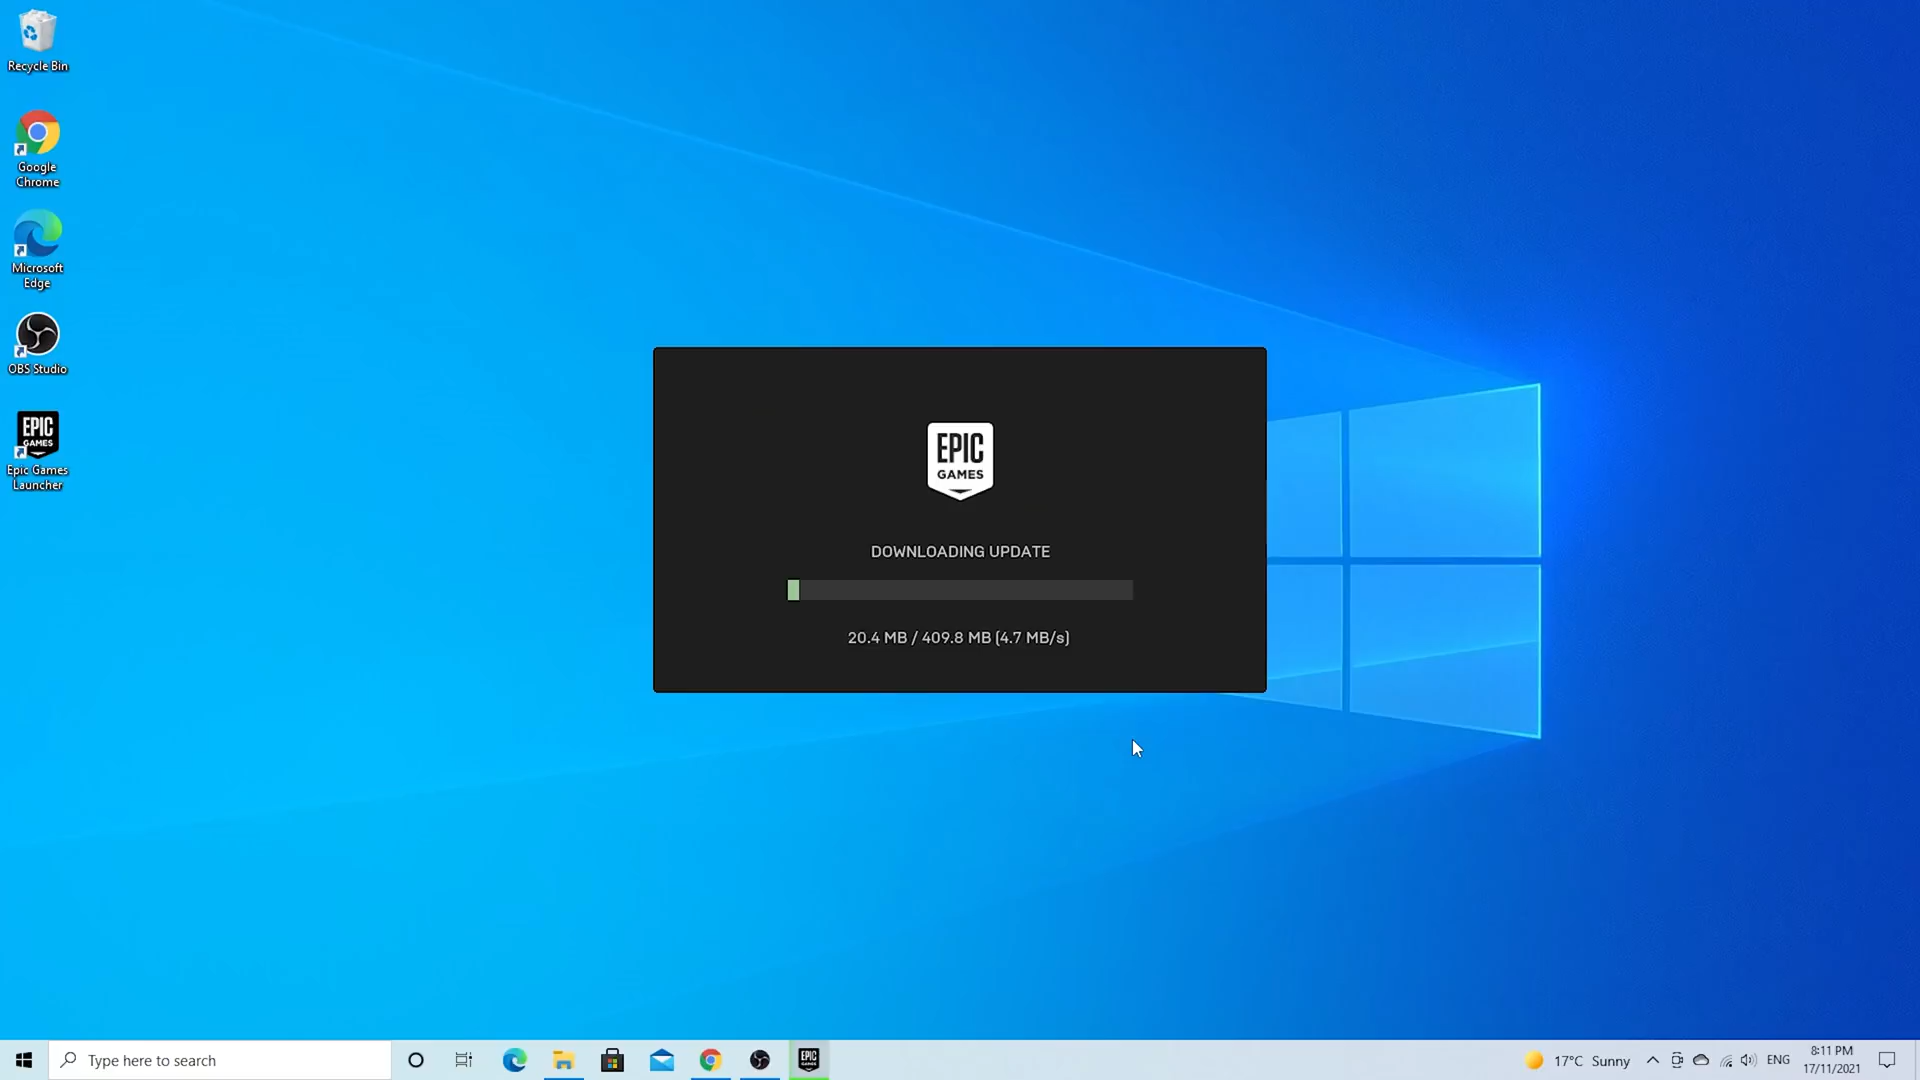 Recycle Bin
Google
Chrome
Microsoft
Edge
OBS Studio
EPIC
GAMES
Epic Games
Launcher
EPIC
GAMES
DOWNLOADING UPDATE
20.4 MB / 409.8 MB (4.7 MB/s)
Type here to search
EPIC
GAMES
17°C Sunny
ENG
8:11 PM
17/11/2021